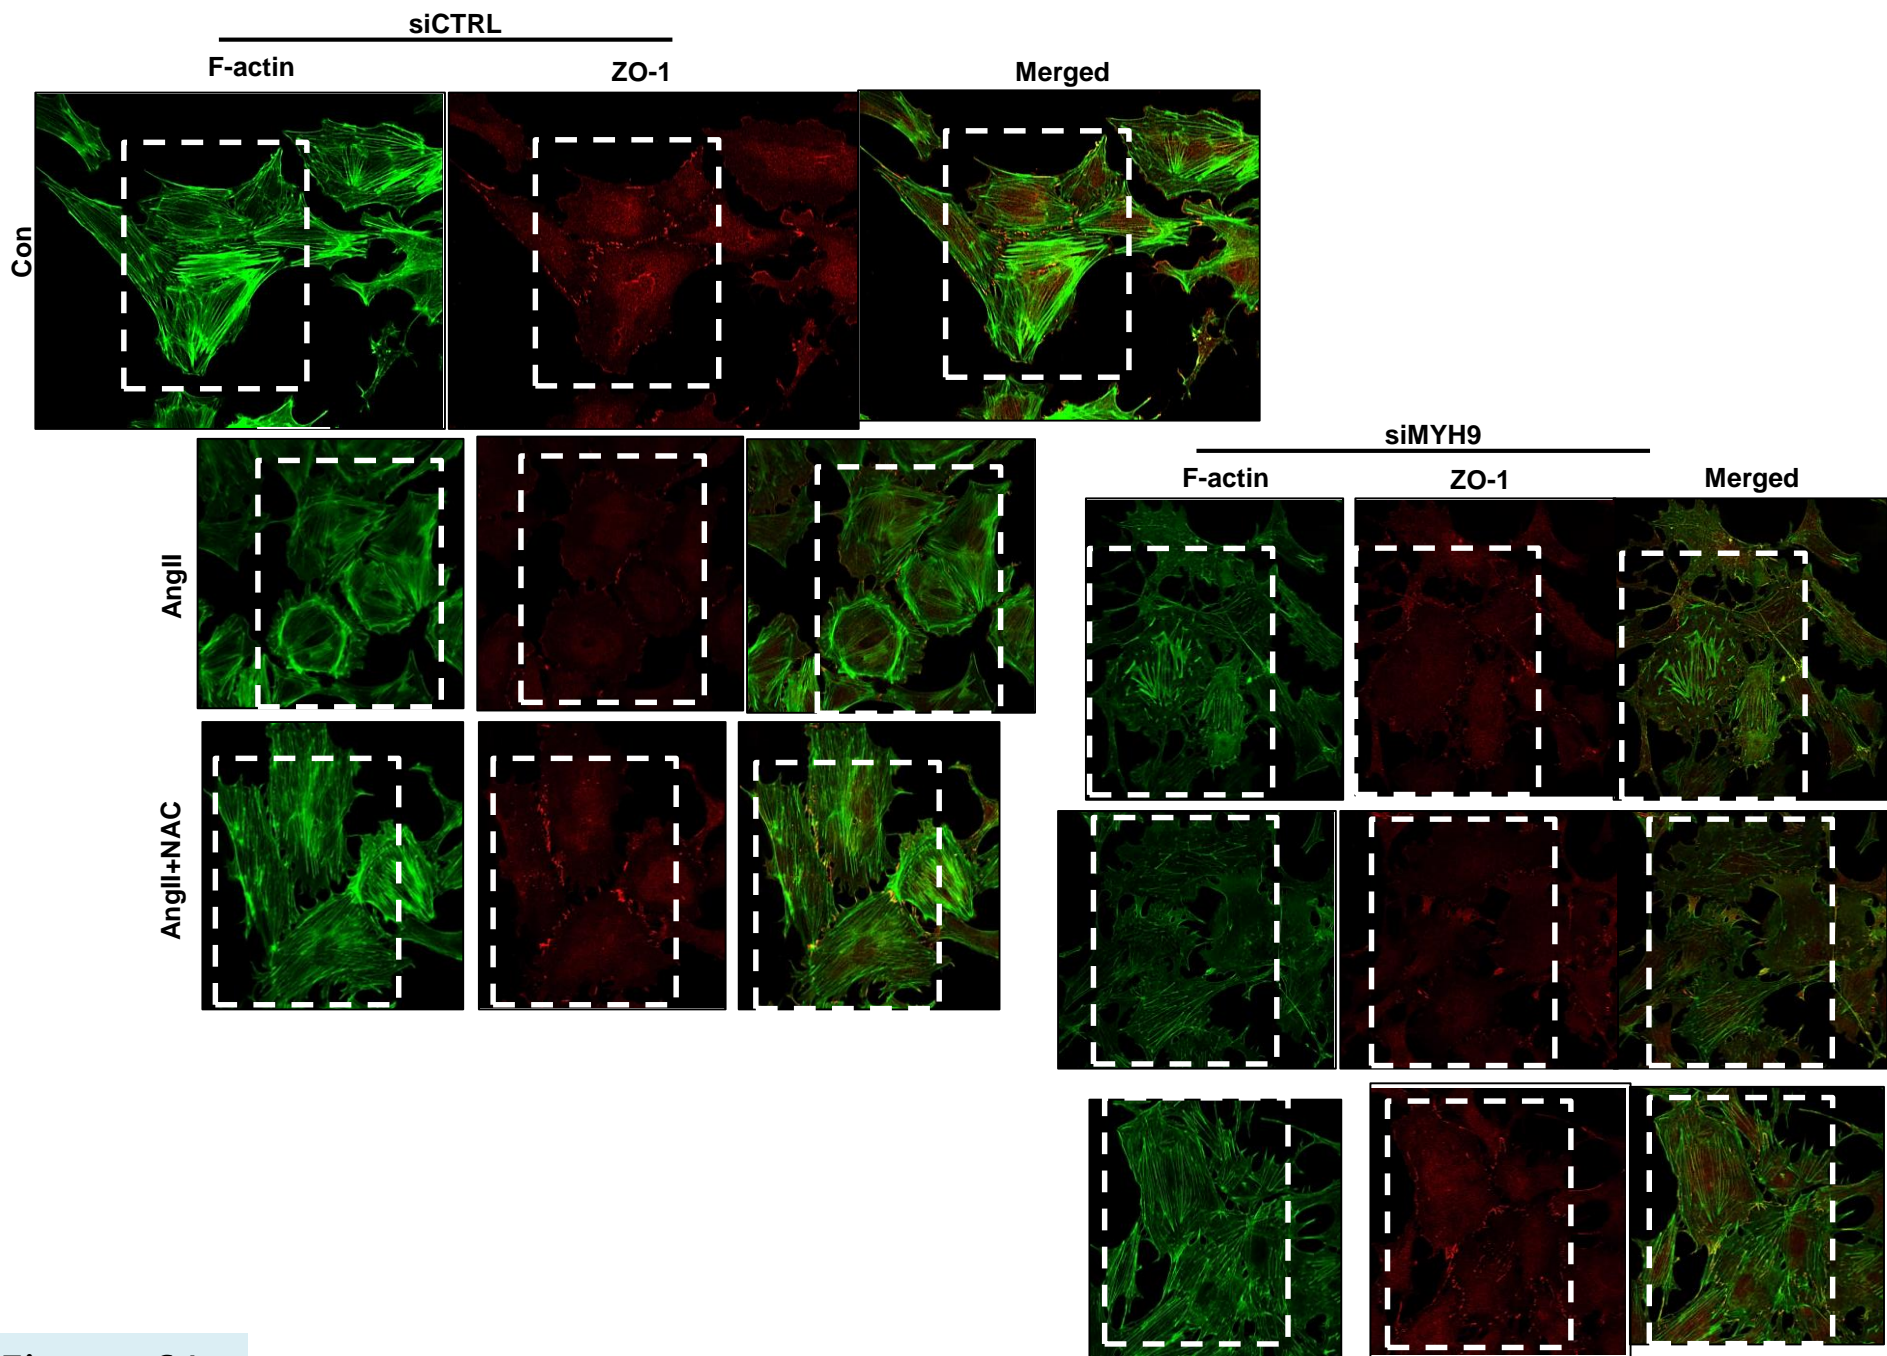 siCTRL
F-actin ZO-1 Merged
Con
siMYH9
F-actin ZO-1 Merged
AngII
AngII+NAC